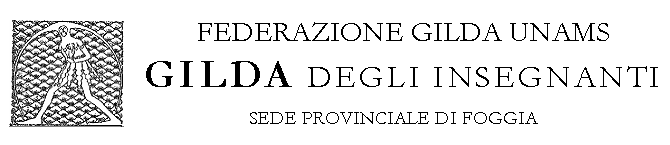 FEDERAZIONE GILDA UNAMS
GILDA DEGLI INSEGNANTI
SEDE PROVINCIALE DI FOGGIA